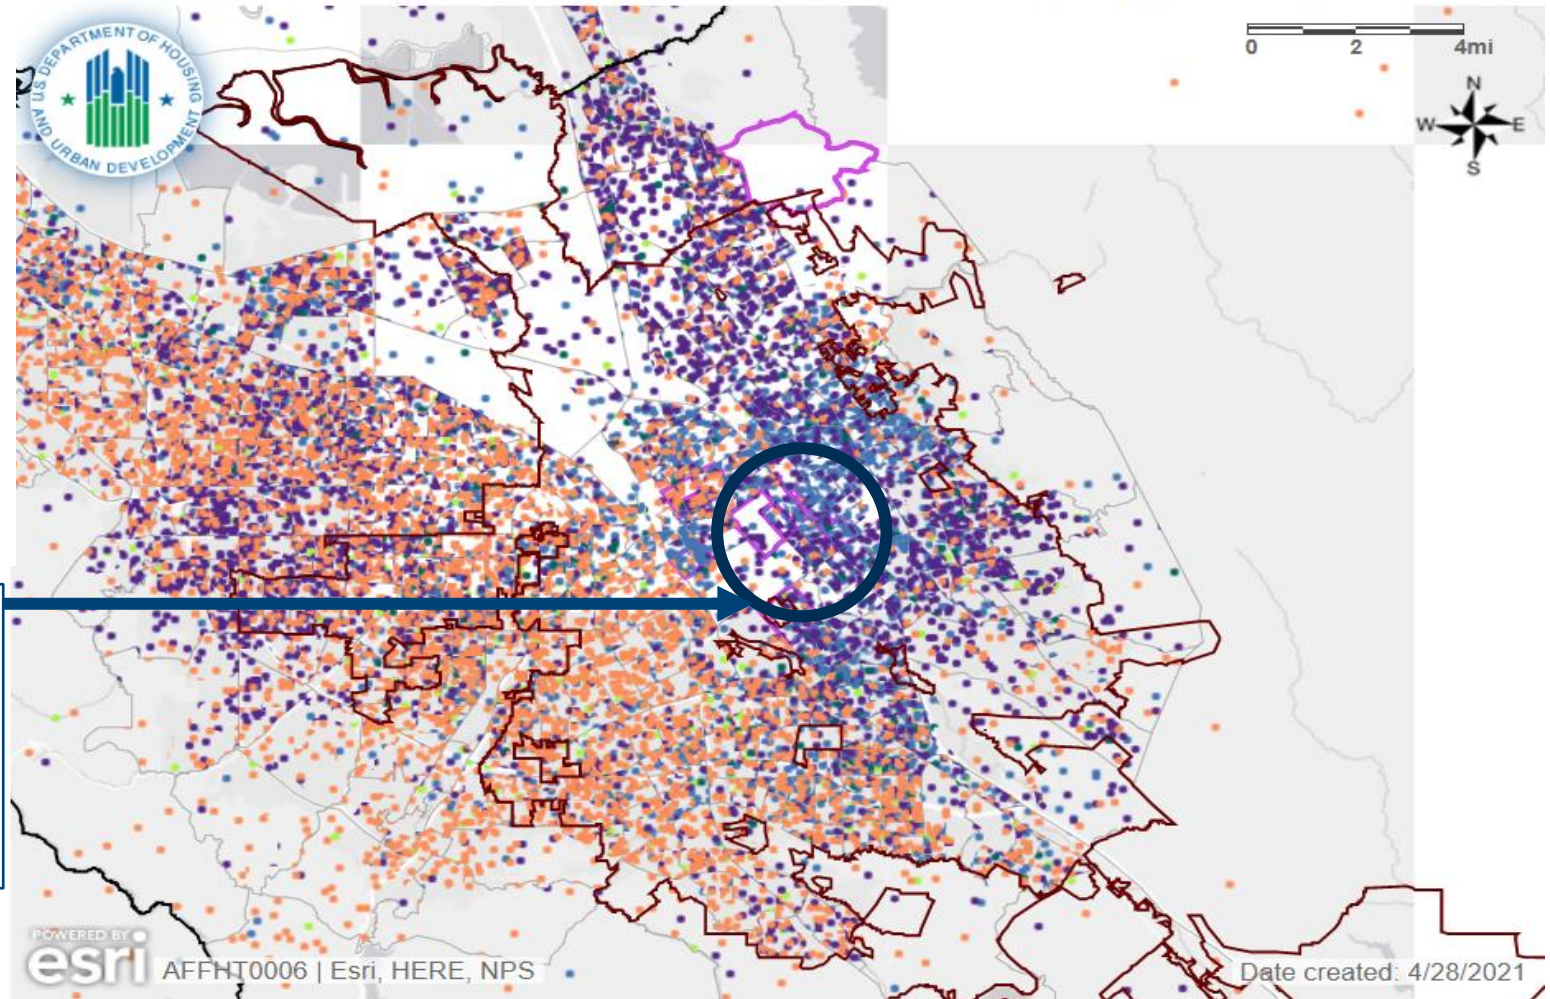 U.S. DEPARTMENT OF HOUSING
AND URBAN DEVELOPMENT
0 2 4mi
N
W E
S
POWERED BY
esri
AFFHT0006 | Esri, HERE, NPS
Date created: 4/28/2021